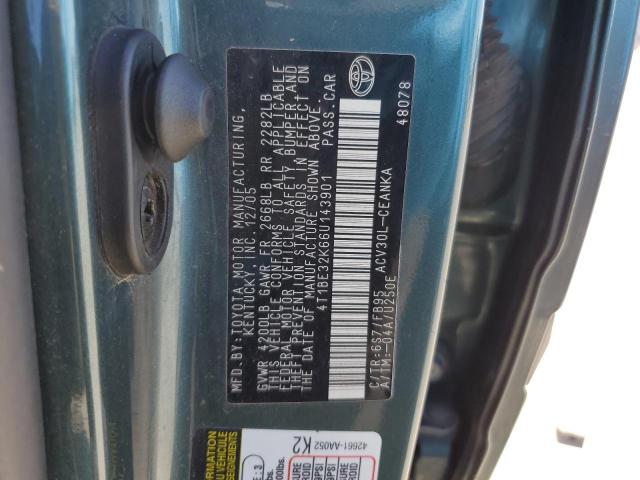 MFD.BY: TOYOTA MOTOR MANUFACTURING,
KENTUCKY, INC. 12/05
GVWR 4200LB GAWR FR 2668LB RR 2282LB
THIS VEHICLE CONFORMS TO ALL APPLICABLE
FEDERAL MOTOR VEHICLE SAFETY, BUMPER AND
THEFT PREVENTION STANDARDS IN EFFECT ON
THE DATE OF MANUFACTURE SHOWN ABOVE.
4T1BE32K66U143901 PASS.CAR
C/TR:6S7/FB95 ACV30L-CEANKA
A/TM:-04A/U250E
48078
42661-AA052
K2